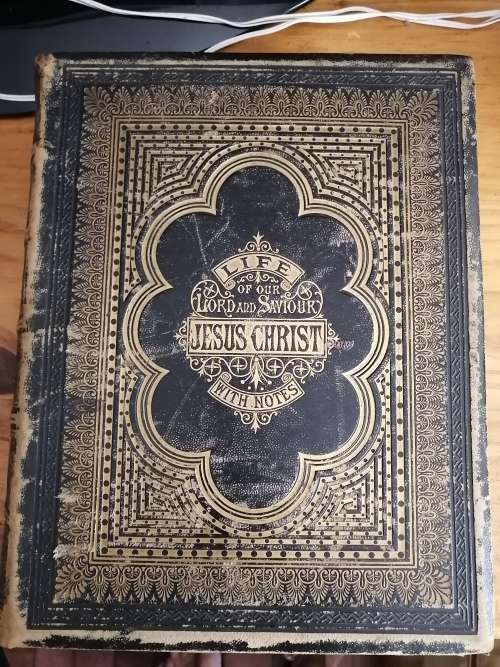 LIFE
OF OUR
LORD AND SAVIOUR
JESUS CHRIST
WITH NOTES